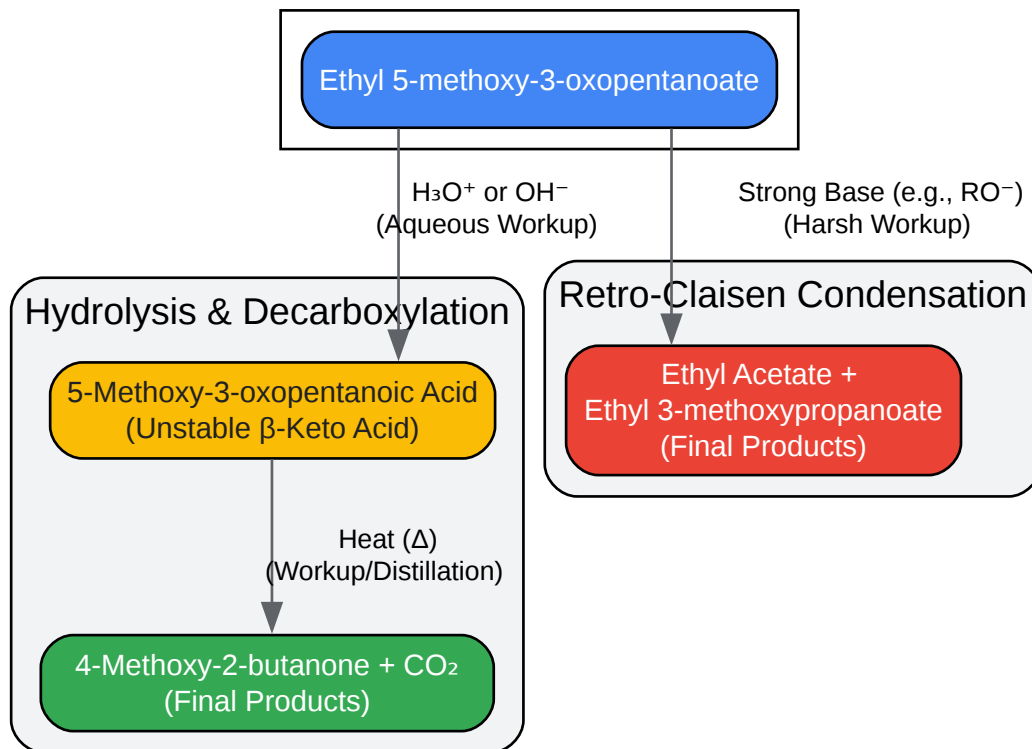 Ethyl 5-methoxy-3-oxopentanoate
H₃O⁺ or OH⁻
(Aqueous Workup)
Strong Base (e.g., RO⁻)
(Harsh Workup)
Hydrolysis & Decarboxylation
5-Methoxy-3-oxopentanoic Acid
(Unstable β-Keto Acid)
Heat (Δ)
(Workup/Distillation)
4-Methoxy-2-butanone + CO₂
(Final Products)
Retro-Claisen Condensation
Ethyl Acetate +
Ethyl 3-methoxypropanoate
(Final Products)